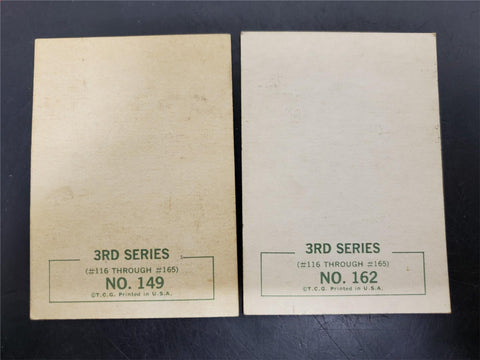 3RD SERIES
(#116 THROUGH #165)
NO. 149
©T.C.G. Printed in U.S.A.
3RD SERIES
(#116 THROUGH #165)
NO. 162
©T.C.G. Printed in U.S.A.